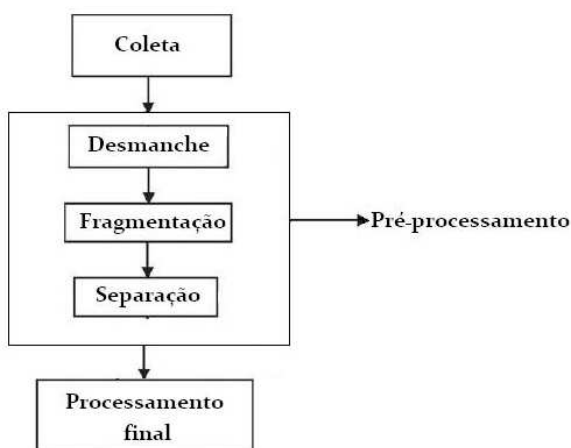 Coleta
Desmanche
Fragmentação
Pré-processamento
Separação
Processamento
final